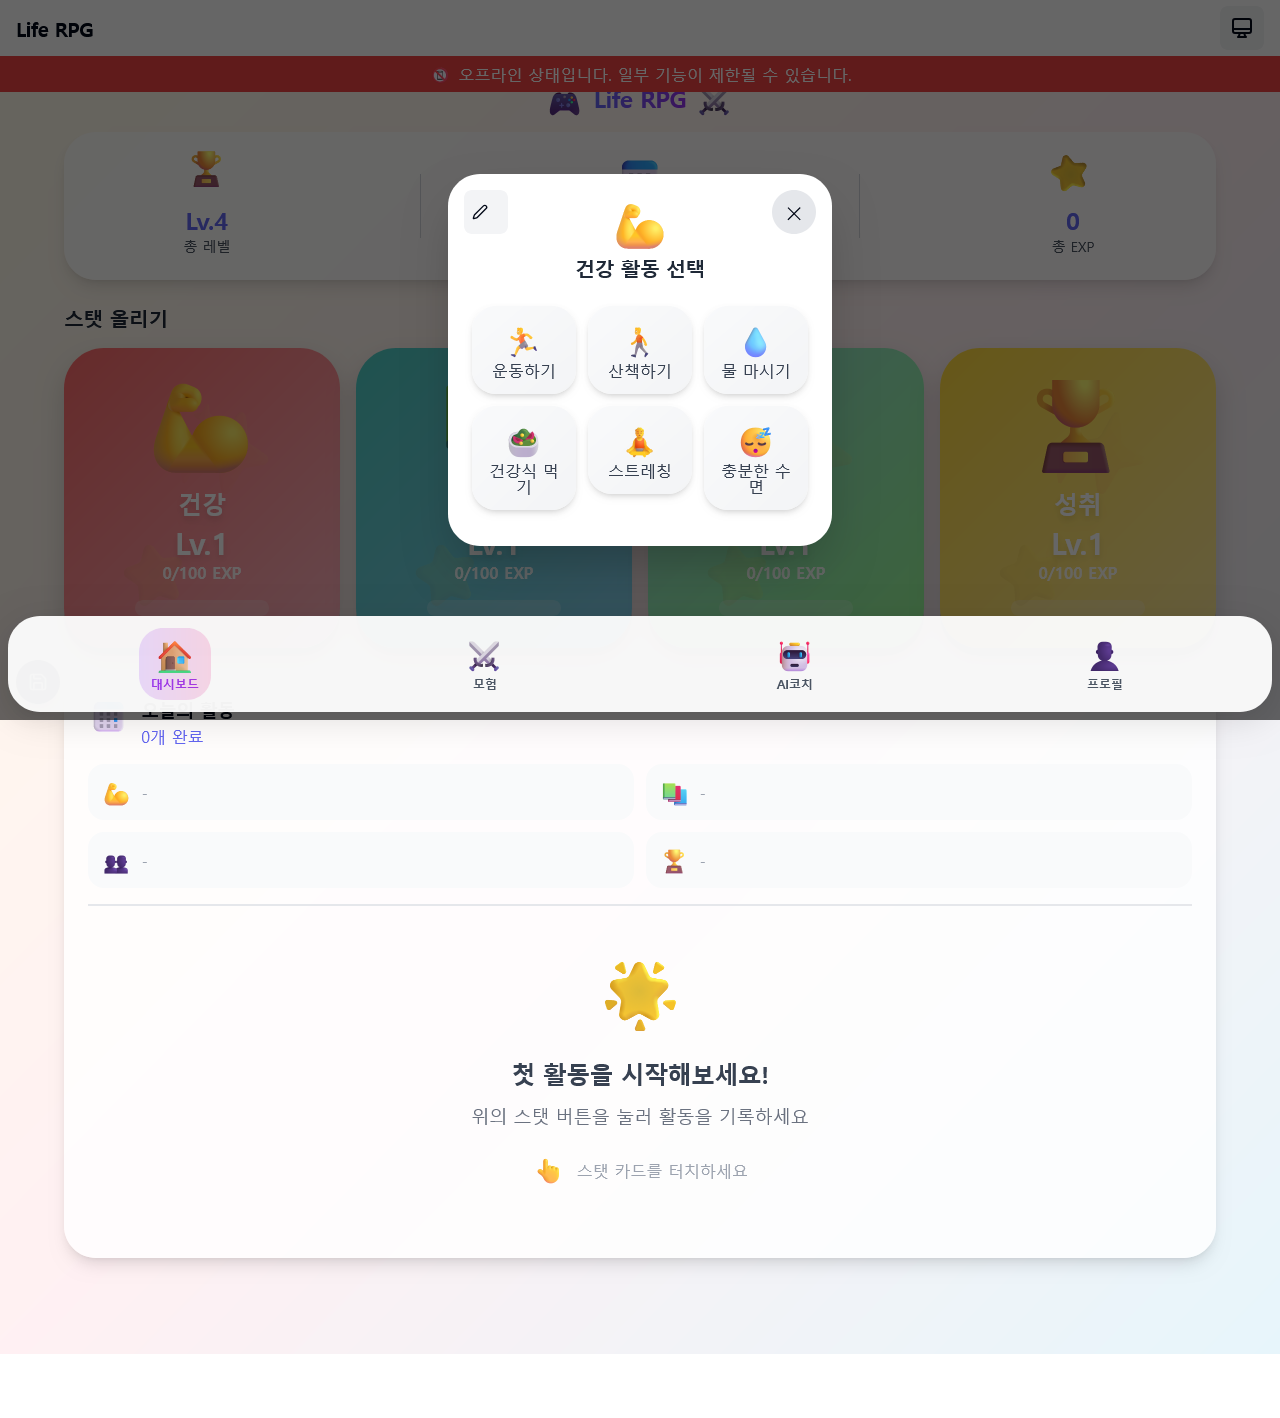 Life RPG
오프라인 상태입니다. 일부 기능이 제한될 수 있습니다.
Life RPG
Lv.4
총 레벨
0
총 EXP
건강 활동 선택
운동하기
산책하기
물 마시기
건강식 먹
기
스트레칭
충분한 수
면
스탯 올리기
건강
Lv.1
0/100 EXP
Lv.1
0/100 EXP
Lv.1
0/100 EXP
성취
Lv.1
0/100 EXP
대시보드
모험
AI코치
프로필
오늘의 활동
0개 완료
-
-
-
-
첫 활동을 시작해보세요!
위의 스탯 버튼을 눌러 활동을 기록하세요
스탯 카드를 터치하세요